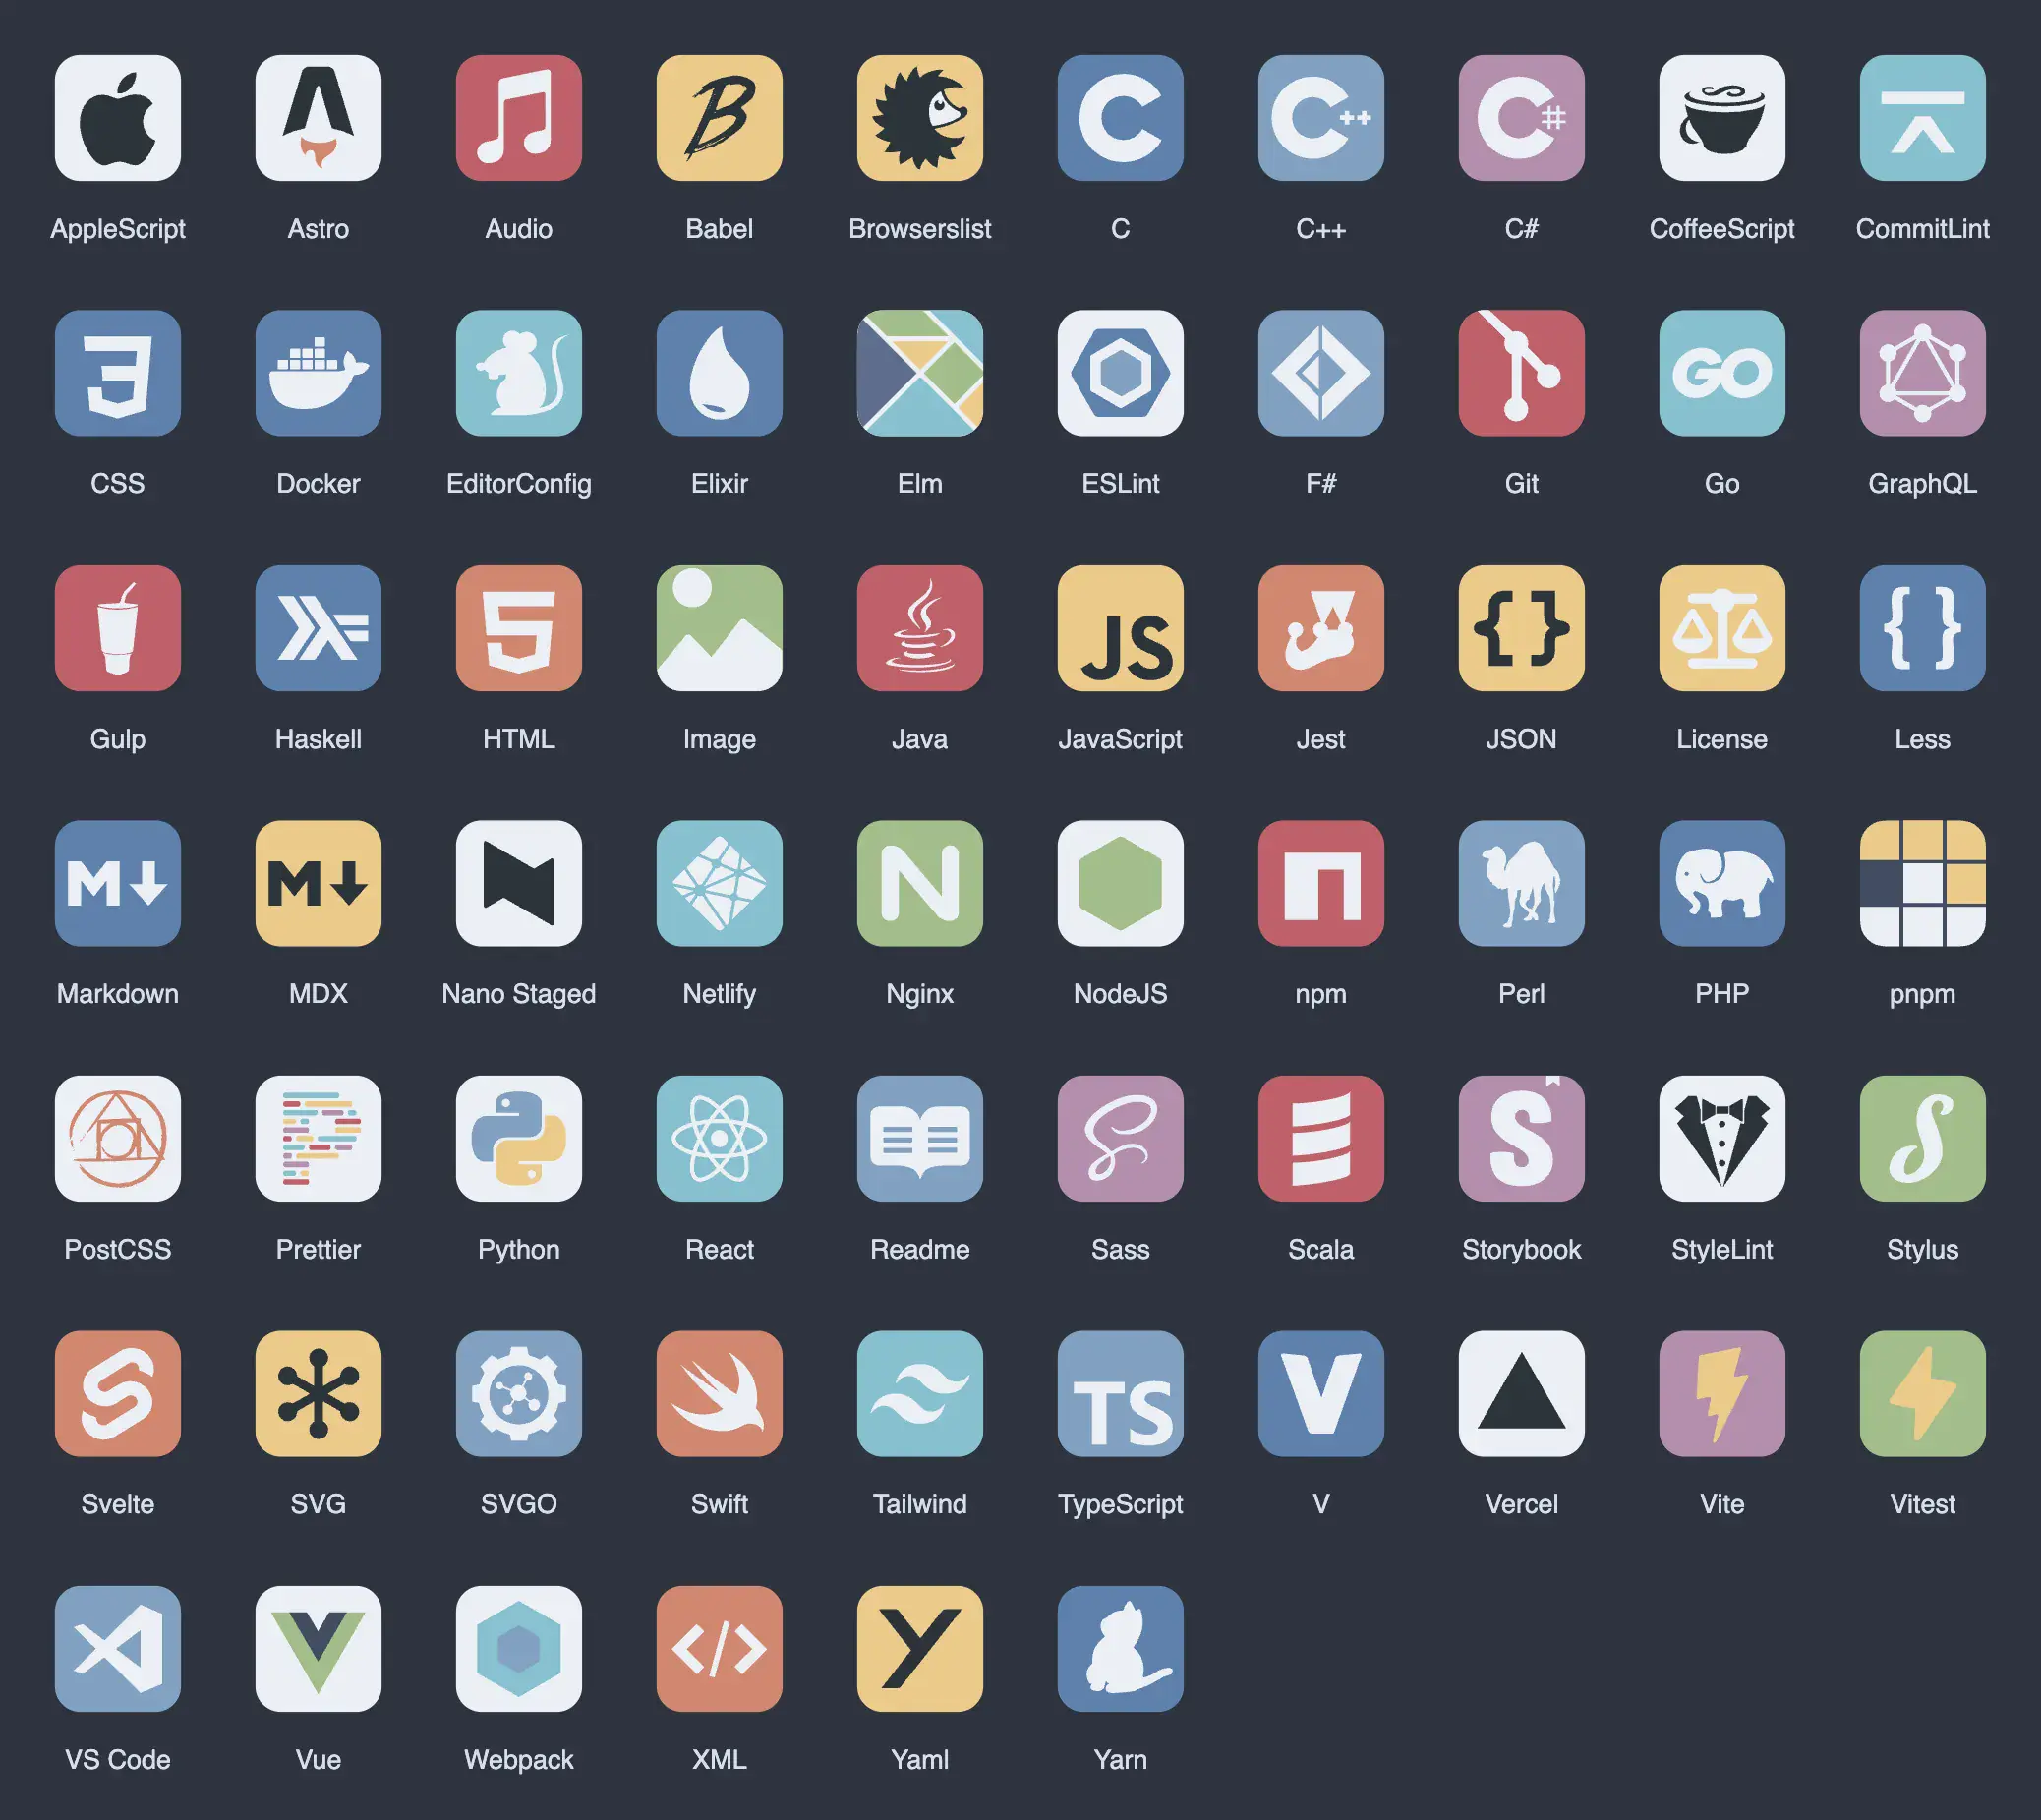 AppleScript Astro Audio Babel Browserslist C C++ C# CoffeeScript CommitLint
CSS Docker EditorConfig Elixir Elm ESLint F# Git Go GraphQL
Gulp Haskell HTML Image Java JavaScript Jest JSON License Less
Markdown MDX Nano Staged Netlify Nginx NodeJS npm Perl PHP pnpm
PostCSS Prettier Python React Readme Sass Scala Storybook StyleLint Stylus
Svelte SVG SVGO Swift Tailwind TypeScript V Vercel Vite Vitest
VS Code Vue Webpack XML Yaml Yarn